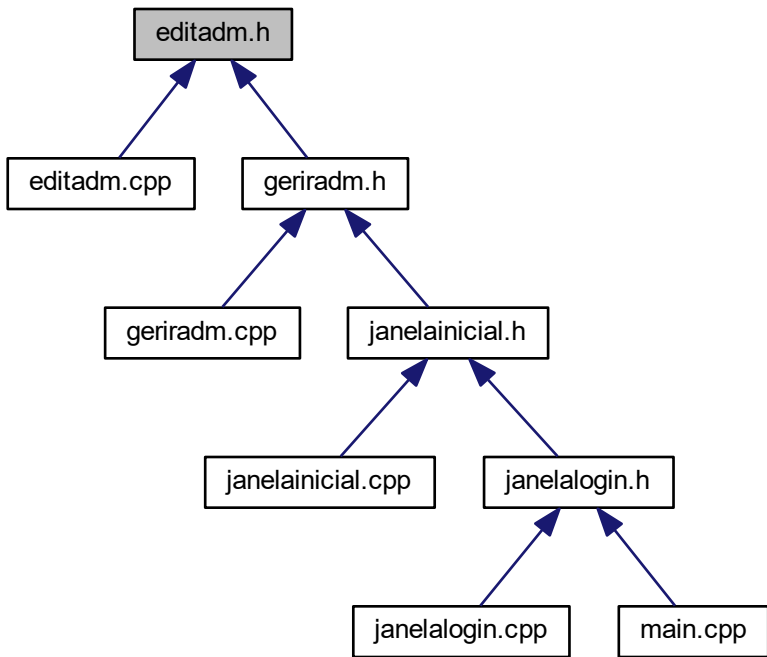 editadm.h
editadm.cpp
geriradm.h
geriradm.cpp
janelainicial.h
janelainicial.cpp
janelalogin.h
janelalogin.cpp
main.cpp